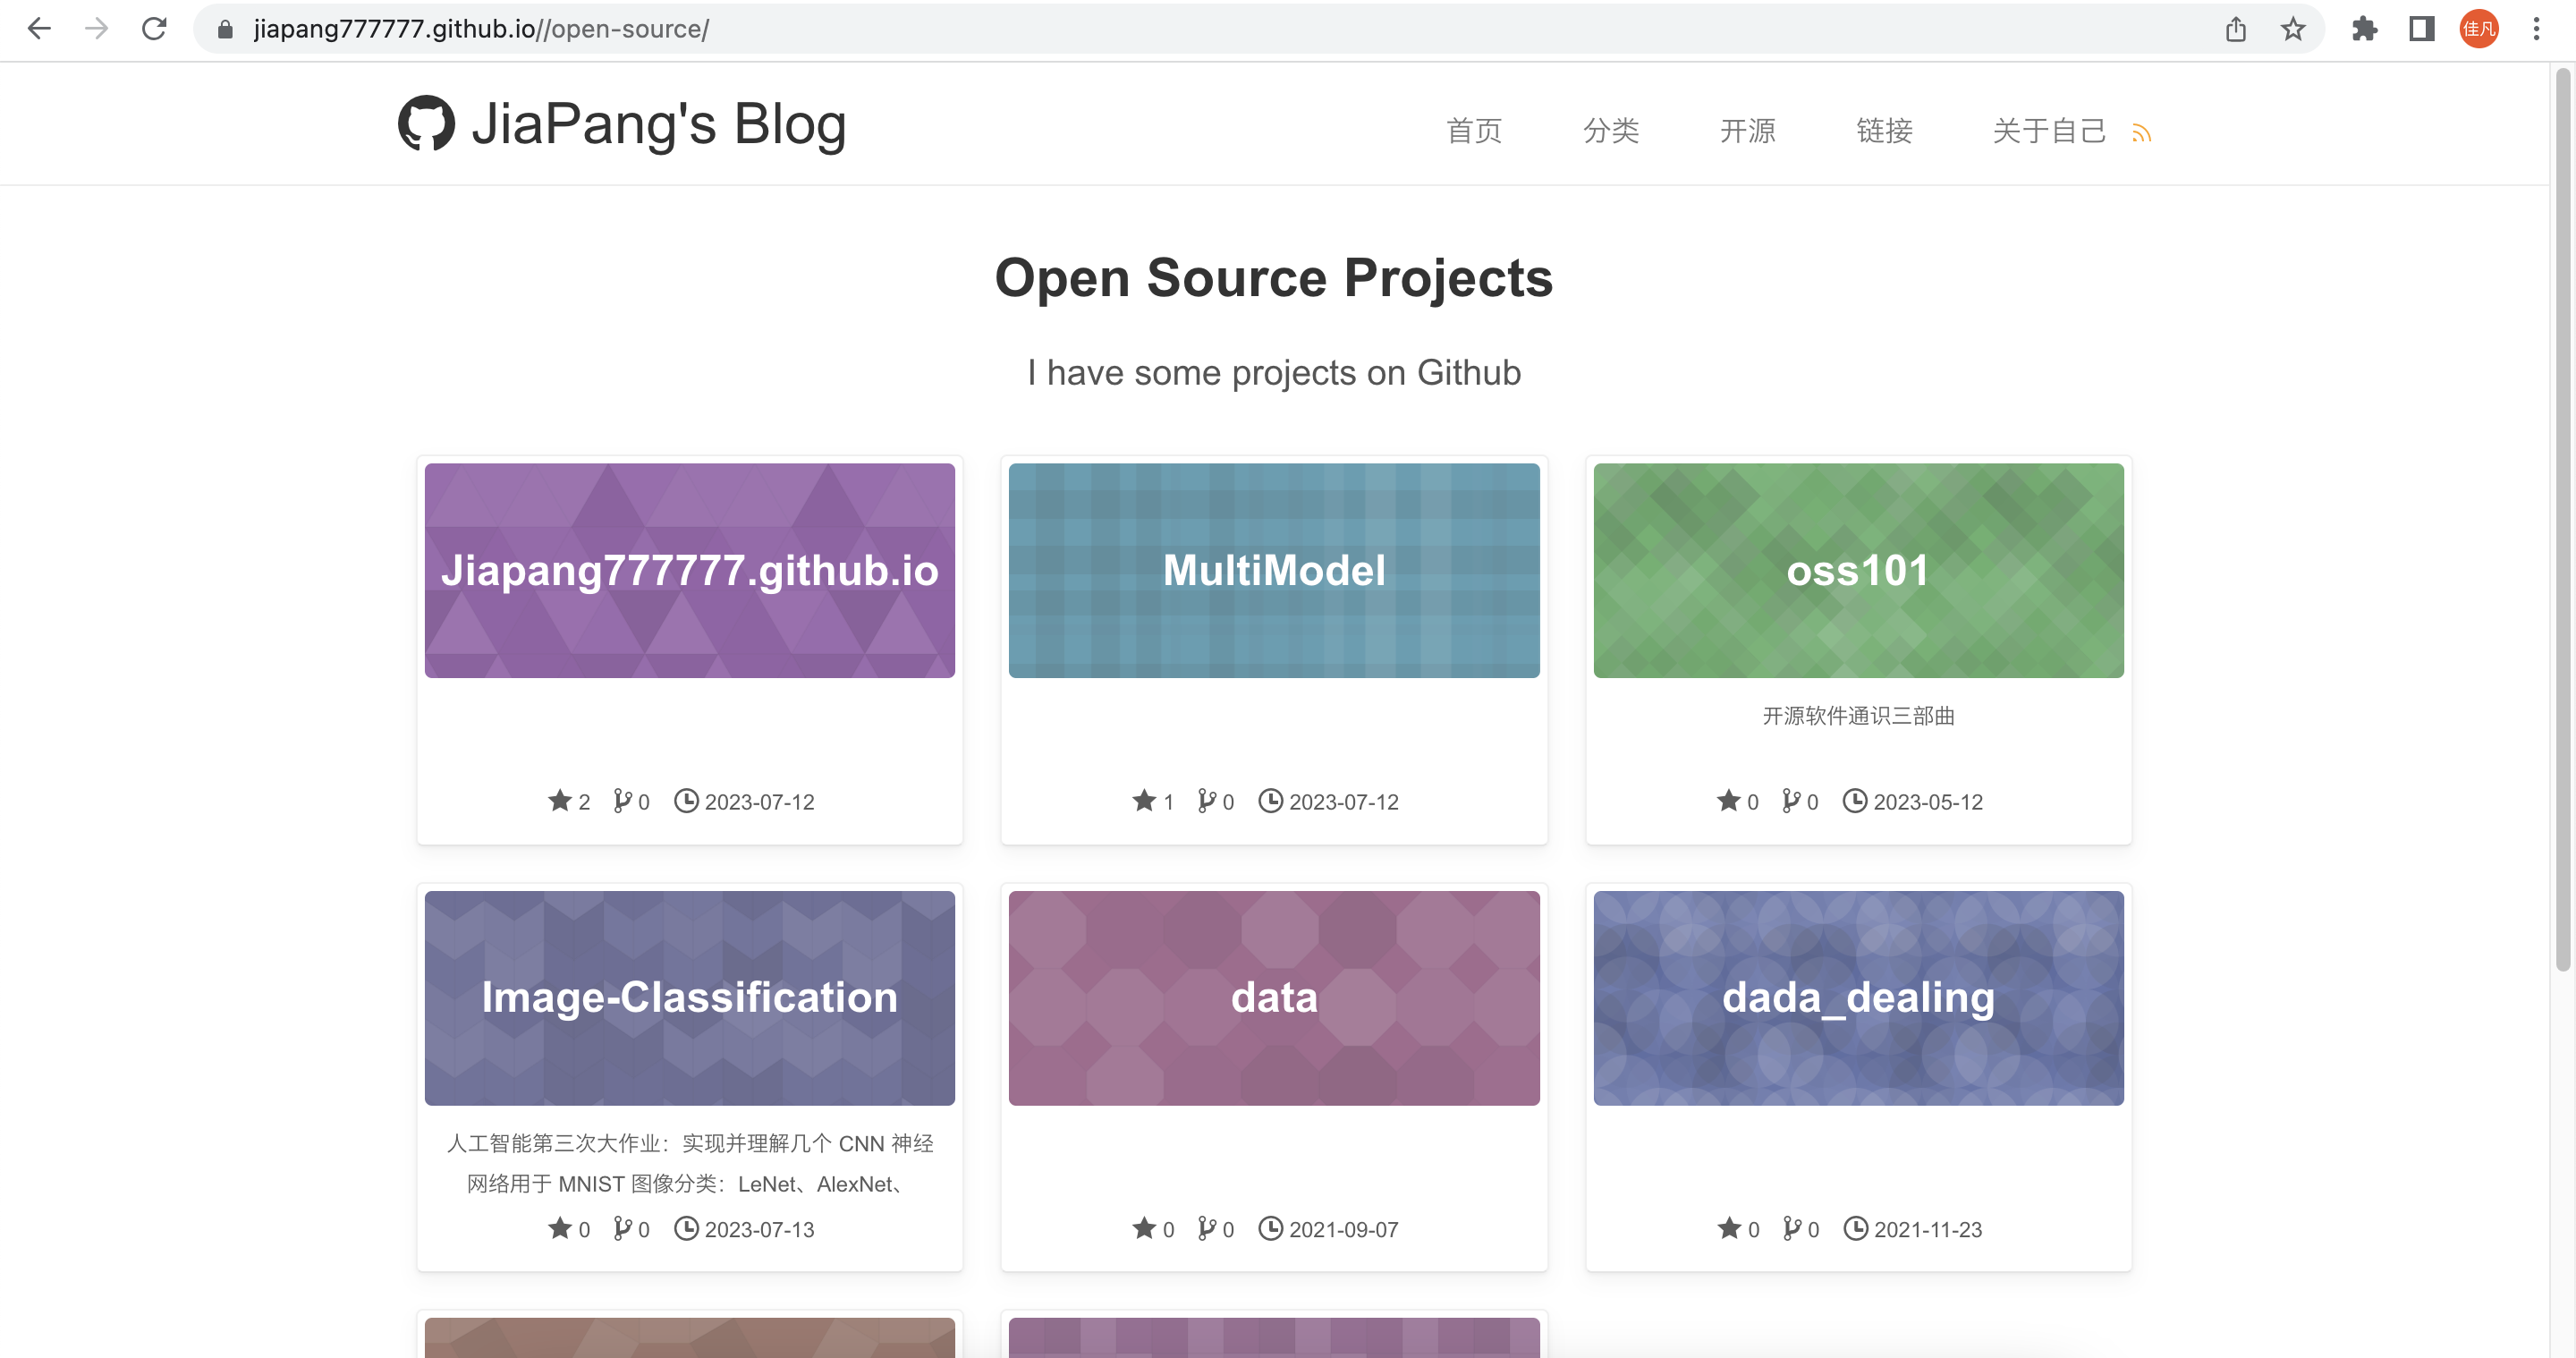 jiapang777777.github.io//open-source/
佳凡
JiaPang's Blog
首页 分类 开源 链接 关于自己
Open Source Projects
I have some projects on Github
Jiapang777777.github.io
2 0 2023-07-12
MultiModel
1 0 2023-07-12
oss101
开源软件通识三部曲
0 0 2023-05-12
Image-Classification
人工智能第三次大作业：实现并理解几个 CNN 神经
网络用于 MNIST 图像分类：LeNet、AlexNet、
0 0 2023-07-13
data
0 0 2021-09-07
dada_dealing
0 0 2021-11-23